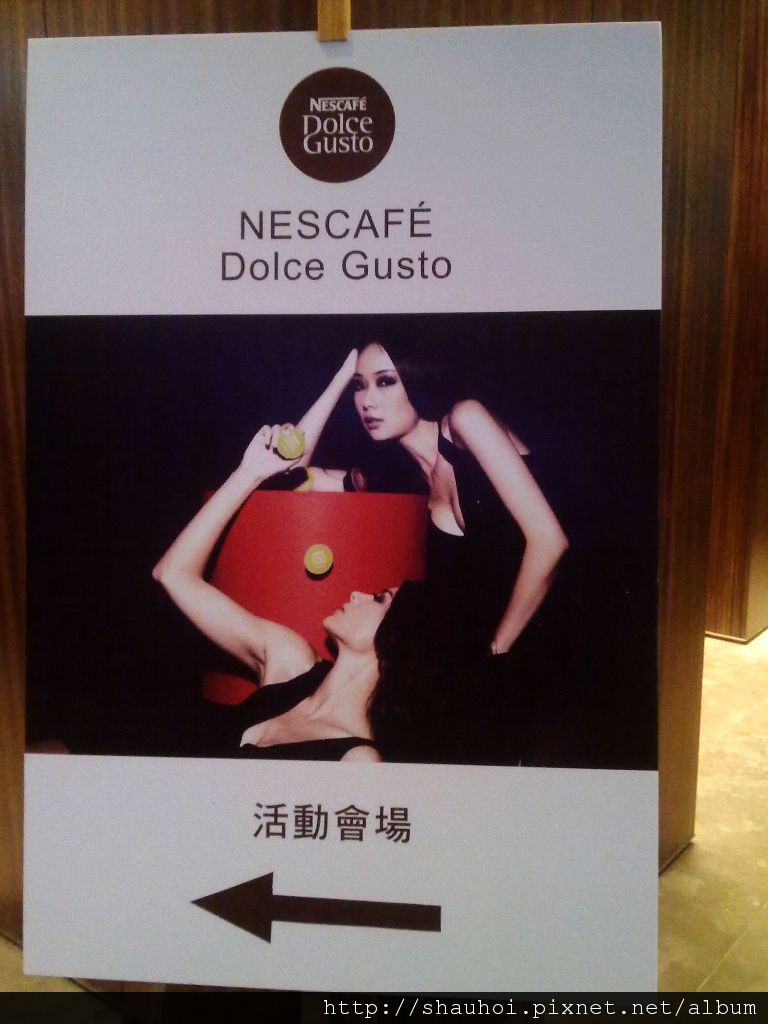 NESCAFÉ
Dolce
Gusto
NESCAFÉ
Dolce Gusto
活動會場
http://shauhoi.pixnet.net/album